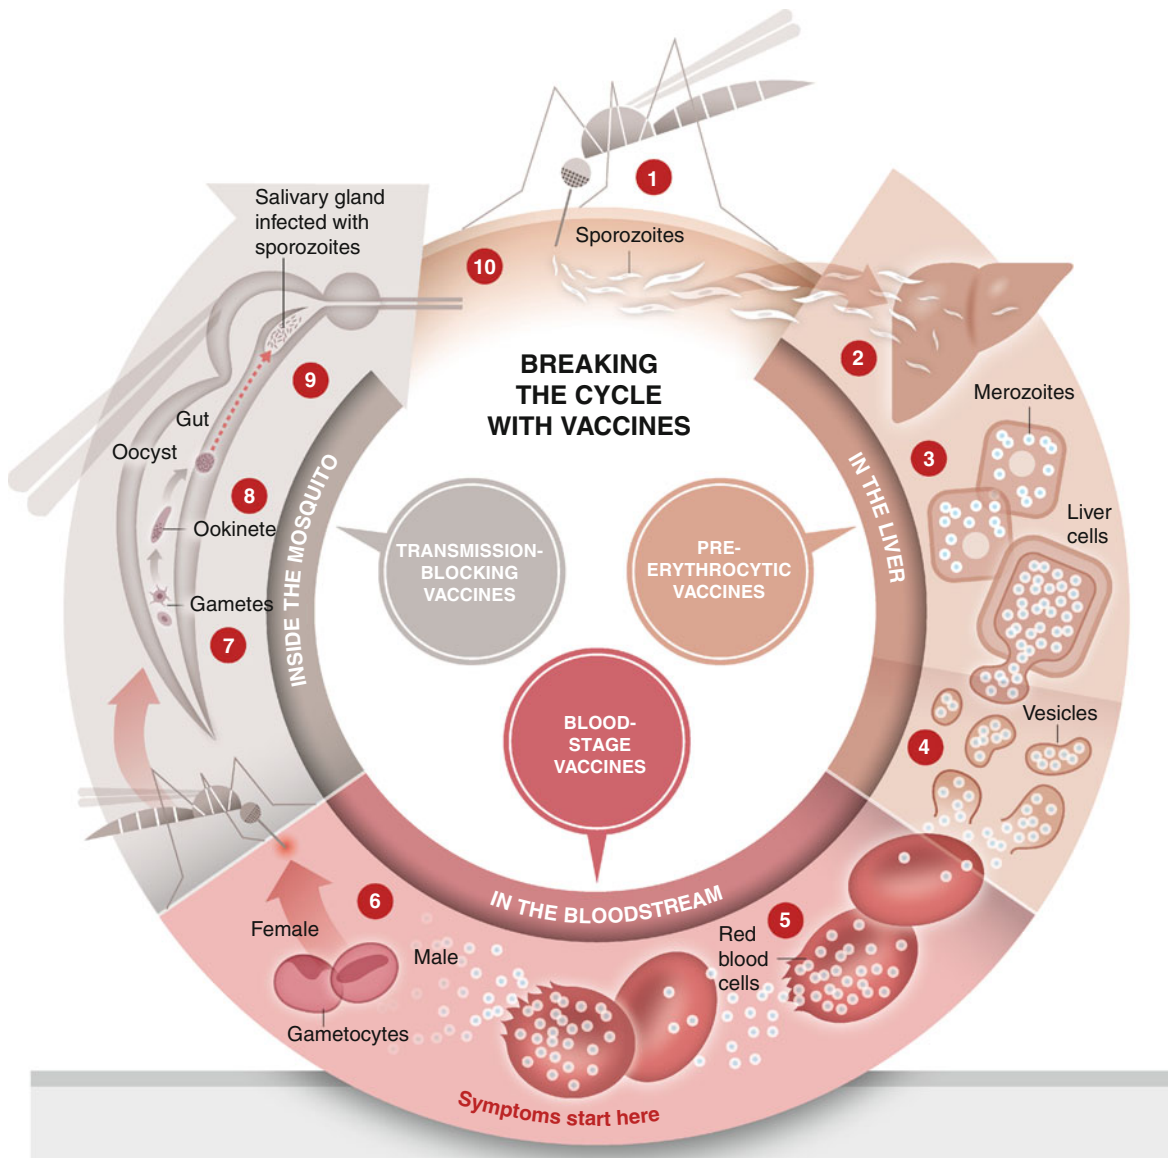 1
Salivary gland
infected with
sporozoites
10
Sporozoites
2
BREAKING
THE CYCLE
WITH VACCINES
9
Merozoites
Gut
Oocyst
3
8
Ookinete
Liver
cells
INSIDE THE MOSQUITO
IN THE LIVER
TRANSMISSION-
BLOCKING
VACCINES
PRE-
ERYTHROCYTIC
VACCINES
Gametes
7
BLOOD-
STAGE
VACCINES
Vesicles
4
IN THE BLOODSTREAM
6
5
Female
Male
Red
blood
cells
Gametocytes
Symptoms start here